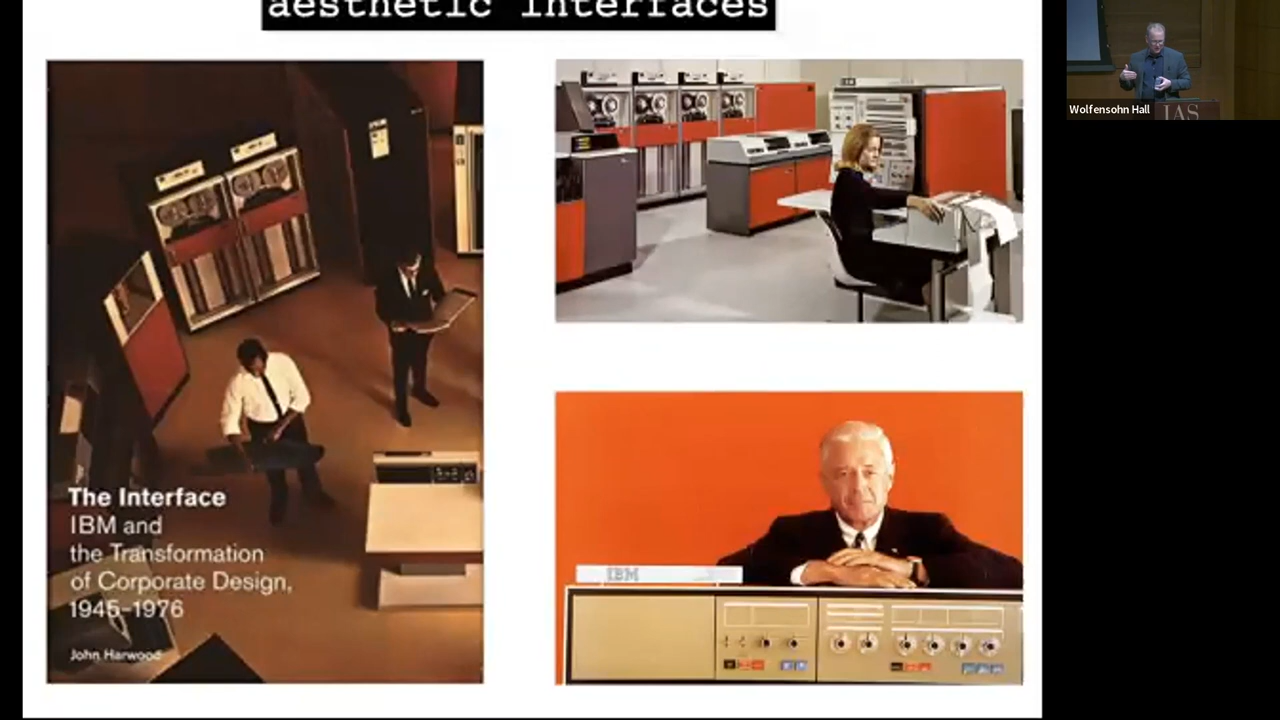 aesthetic interfaces
The Interface
IBM and
the Transformation
of Corporate Design,
1945–1976
John Harwood
IBM
Wolfensohn Hall
IAS